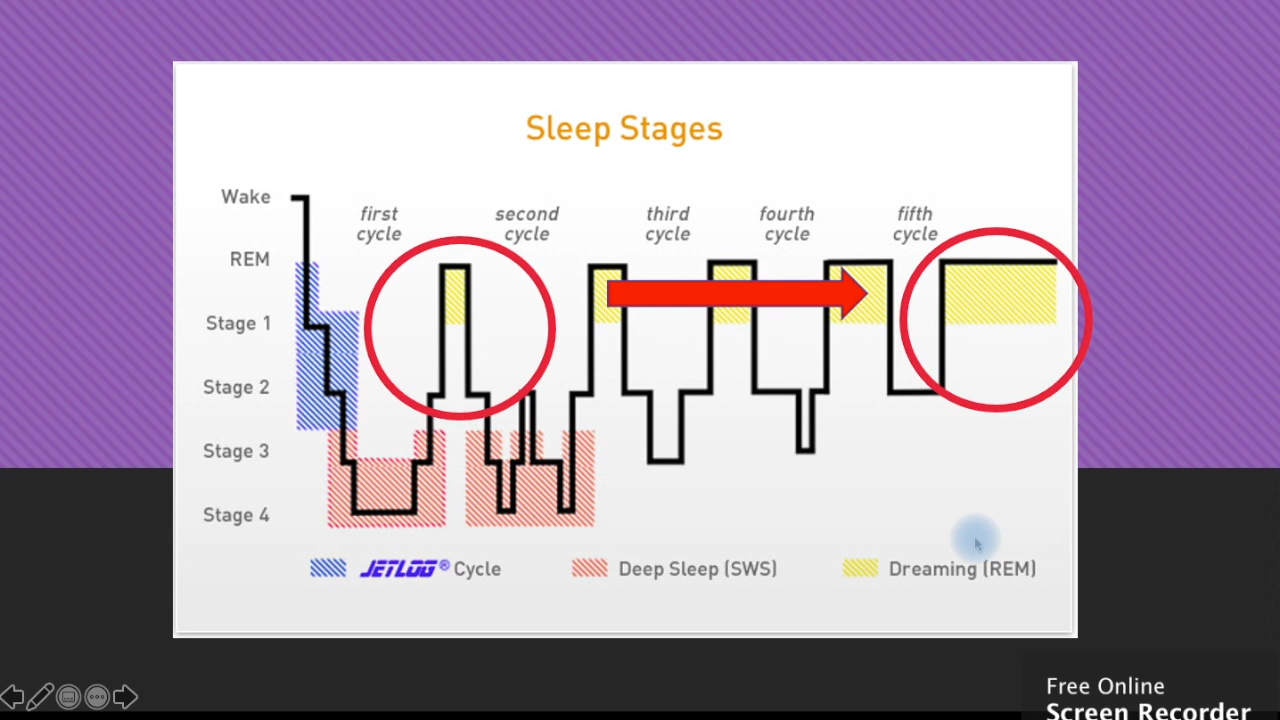 Sleep Stages
Wake
first
cycle
second
cycle
third
cycle
fourth
cycle
fifth
cycle
REM
Stage 1
Stage 2
Stage 3
Stage 4
JETLOG® Cycle
Deep Sleep (SWS)
Dreaming (REM)
Free Online
Screen Recorder